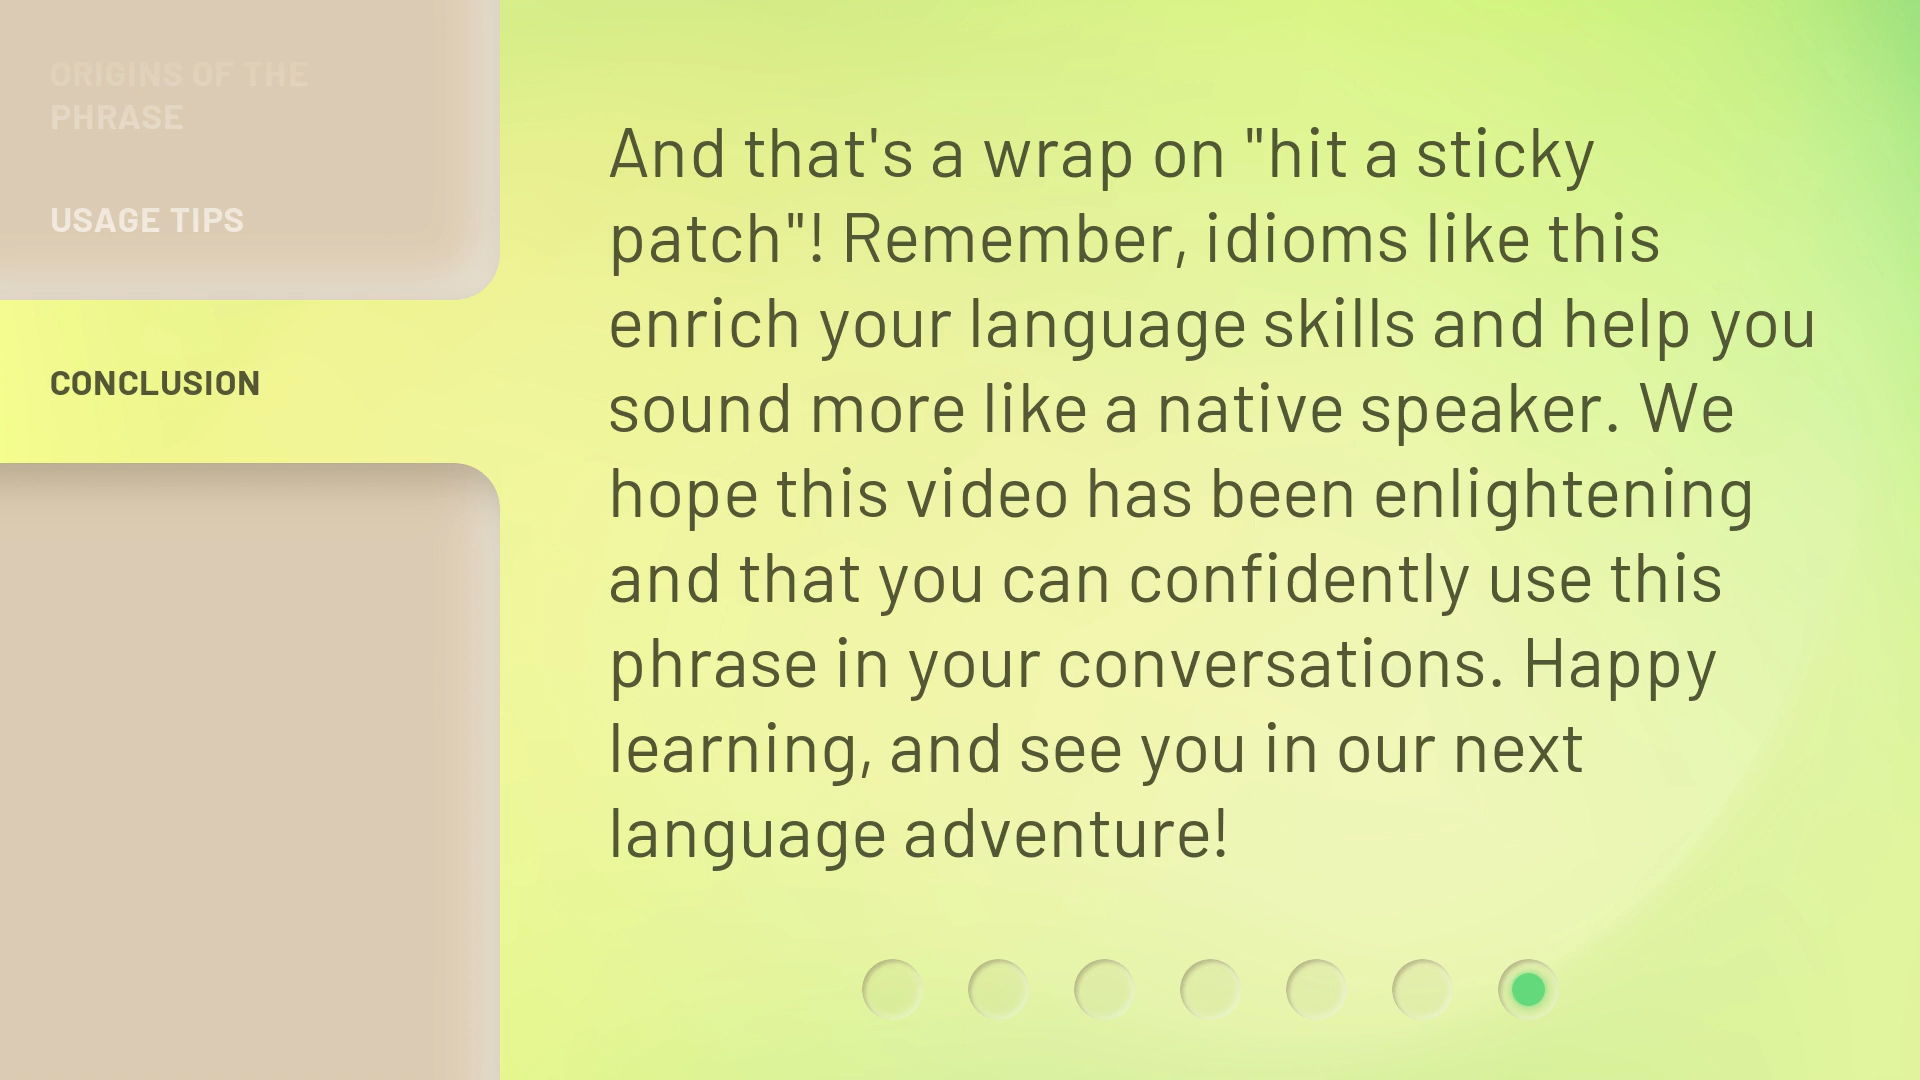 ORIGINS OF THE
PHRASE
USAGE TIPS
CONCLUSION
And that's a wrap on "hit a sticky
patch"! Remember, idioms like this
enrich your language skills and help you
sound more like a native speaker. We
hope this video has been enlightening
and that you can confidently use this
phrase in your conversations. Happy
learning, and see you in our next
language adventure!